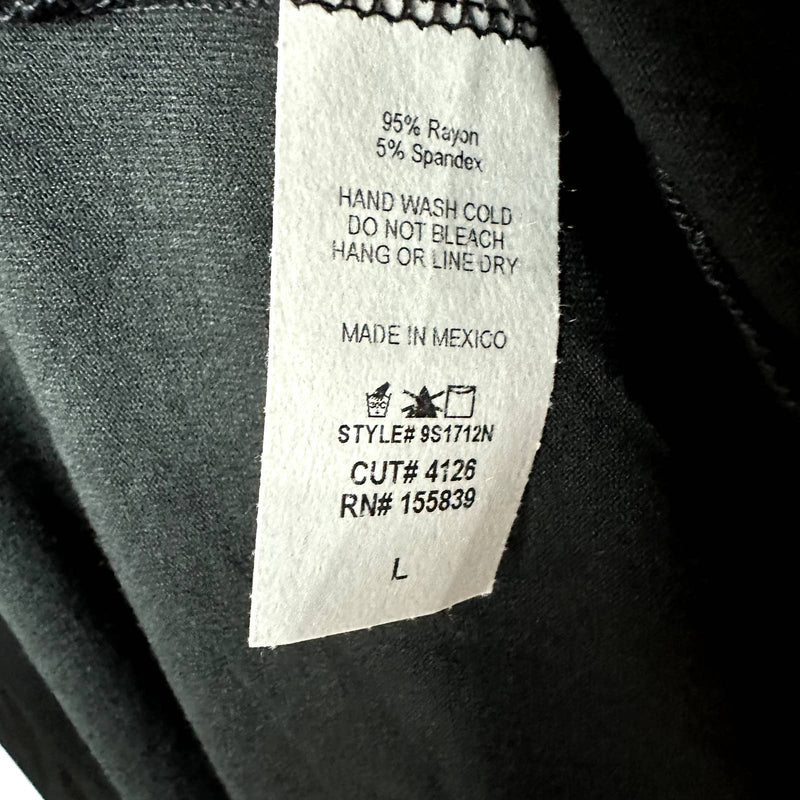 95% Rayon
5% Spandex
HAND WASH COLD
DO NOT BLEACH
HANG OR LINE DRY
MADE IN MEXICO
STYLE# 9S1712N
CUT# 4126
RN# 155839
L